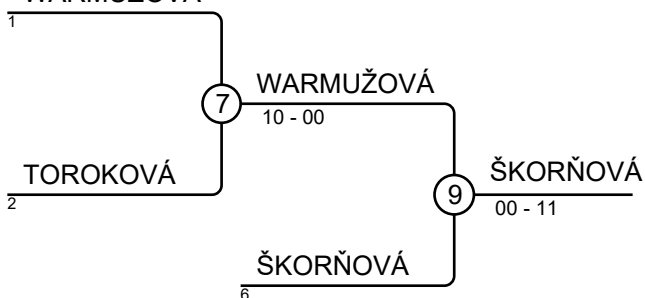 1
7
WARMUŽOVÁ
10 - 00
TOROKOVÁ
2
9
ŠKORŇOVÁ
00 - 11
ŠKORŇOVÁ
6